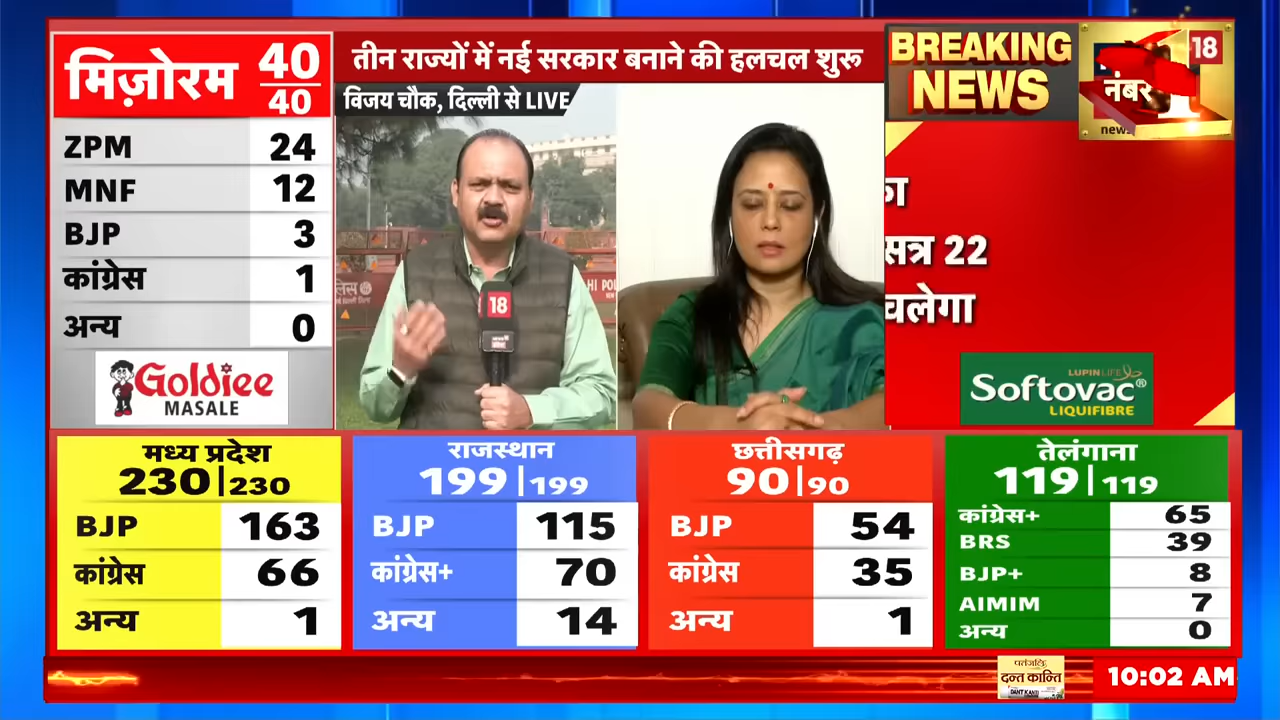 मिज़ोरम
40
40
ZPM 24
MNF 12
BJP 3
कांग्रेस 1
अन्य 0
Goldiee
MASALE
तीन राज्यों में नई सरकार बनाने की हलचल शुरू
विजय चौक, दिल्ली से LIVE
18
BREAKING
NEWS
18
नंबर 1
news
सत्र 22
चलेगा
LUPINLIFE
Softovac®
LIQUIFIBRE
मध्य प्रदेश
230|230
BJP 163
कांग्रेस 66
अन्य 1
राजस्थान
199|199
BJP 115
कांग्रेस+ 70
अन्य 14
छत्तीसगढ़
90|90
BJP 54
कांग्रेस 35
अन्य 1
तेलंगाना
119|119
कांग्रेस+ 65
BRS 39
BJP+ 8
AIMIM 7
अन्य 0
पतंजलि
दन्त कान्ति
DANT KANTI
10:02 AM